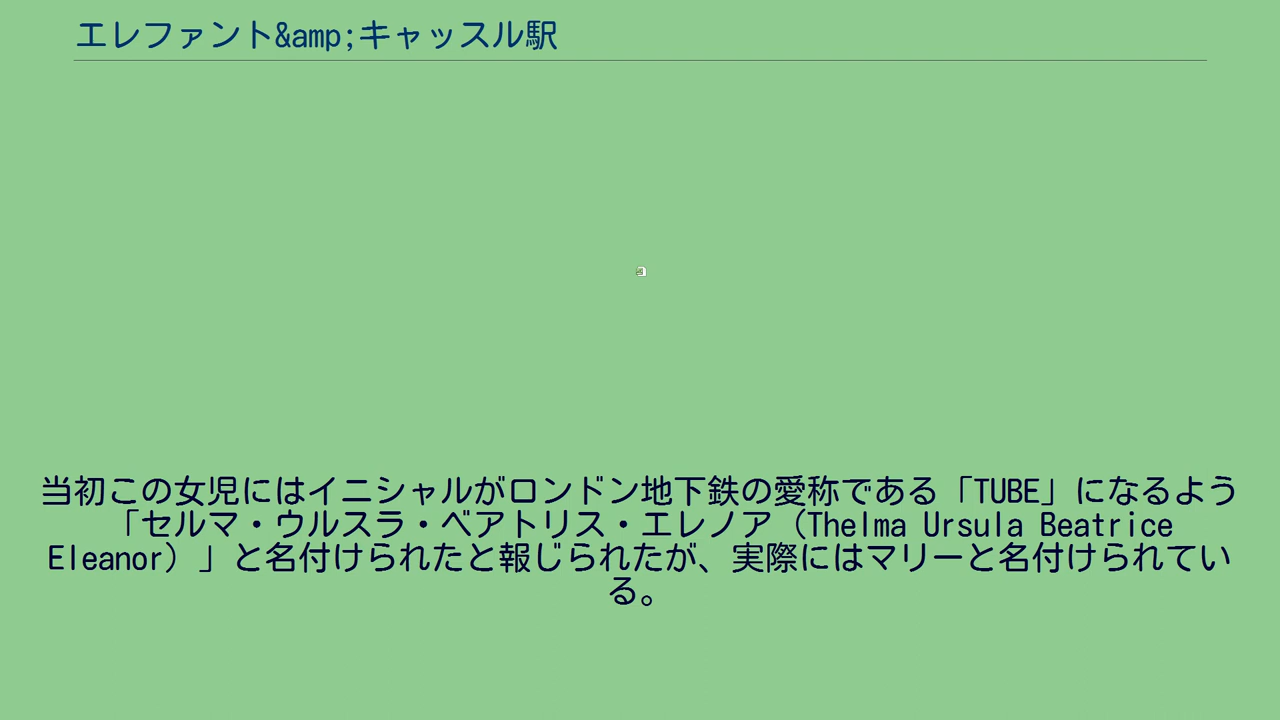 エレファント&amp;キャッスル駅
当初この女児にはイニシャルがロンドン地下鉄の愛称である「TUBE」になるよう
「セルマ・ウルスラ・ベアトリス・エレノア（Thelma Ursula Beatrice
Eleanor）」と名付けられたと報じられたが、実際にはマリーと名付けられてい
る。